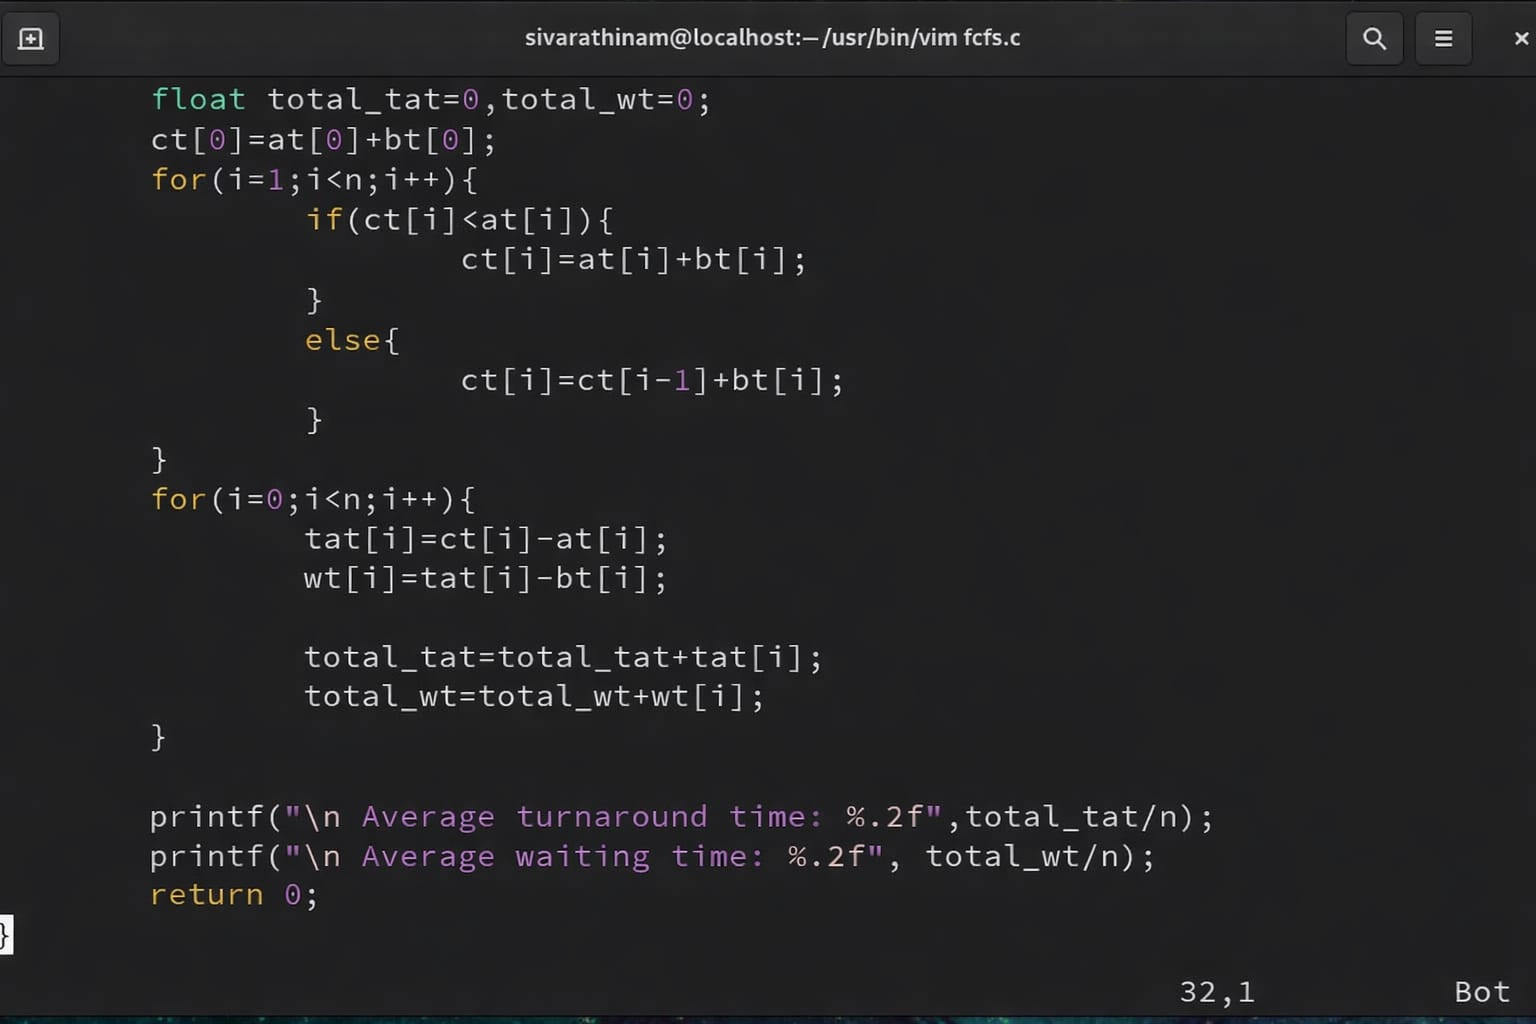 sivarathinam@localhost:~ /usr/bin/vim fcfs.c
float total_tat=0,total_wt=0;
ct[0]=at[0]+bt[0];
for(i=1;i<n;i++){
if(ct[i]<at[i]){
ct[i]=at[i]+bt[i];
}
else{
ct[i]=ct[i-1]+bt[i];
}
}
for(i=0;i<n;i++){
tat[i]=ct[i]-at[i];
wt[i]=tat[i]-bt[i];
total_tat=total_tat+tat[i];
total_wt=total_wt+wt[i];
}
printf("\n Average turnaround time: %.2f",total_tat/n);
printf("\n Average waiting time: %.2f", total_wt/n);
return 0;
}
32,1 Bot